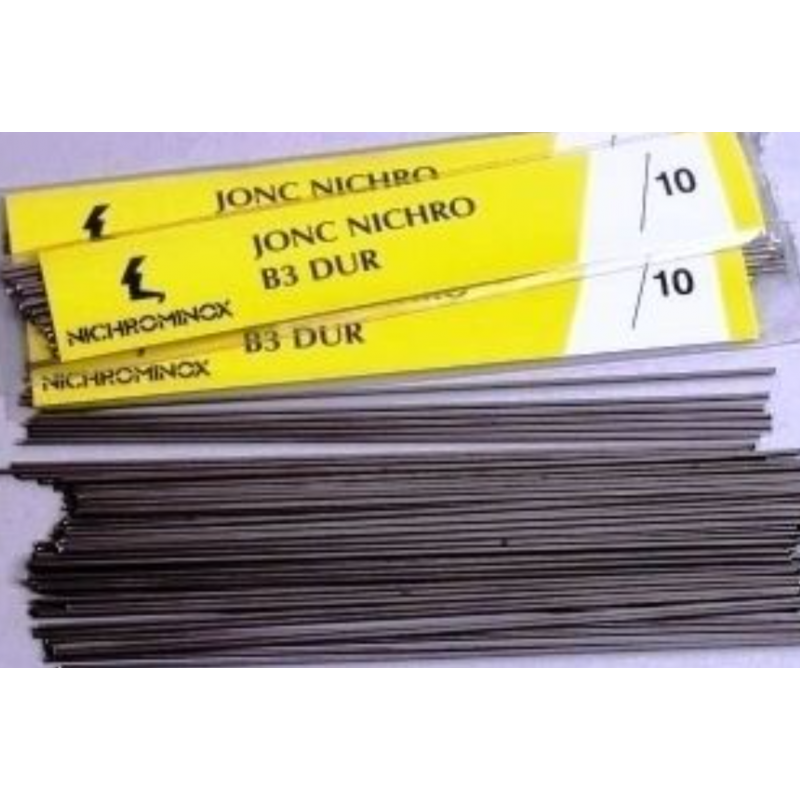 JONC NICHRO
JONC NICHRO
B3 DUR
/10
NICHROMINOX
B3 DUR
/10
NICHROMINOX